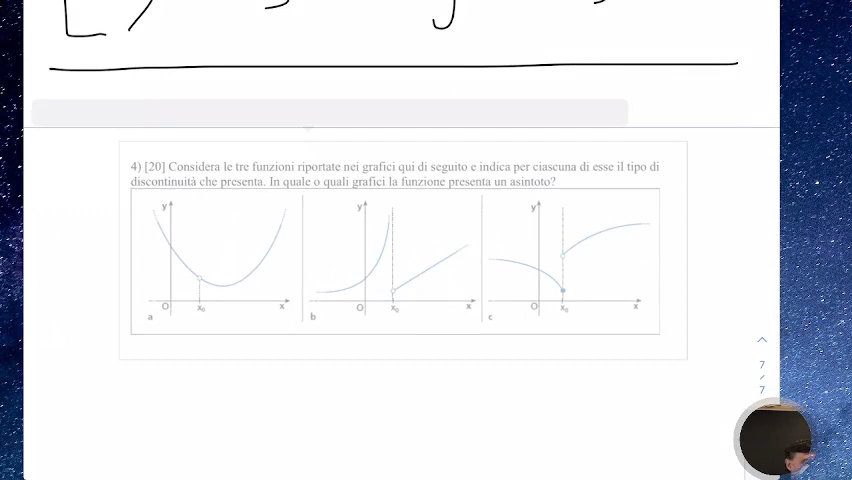 4) [20] Considera le tre funzioni riportate nei grafici qui di seguito e indica per ciascuna di esse il tipo di
discontinuità che presenta. In quale o quali grafici la funzione presenta un asintoto?
y
y
y
O
x₀
x
O
x₀
x
O
x₀
x
a
b
c
7
/
7